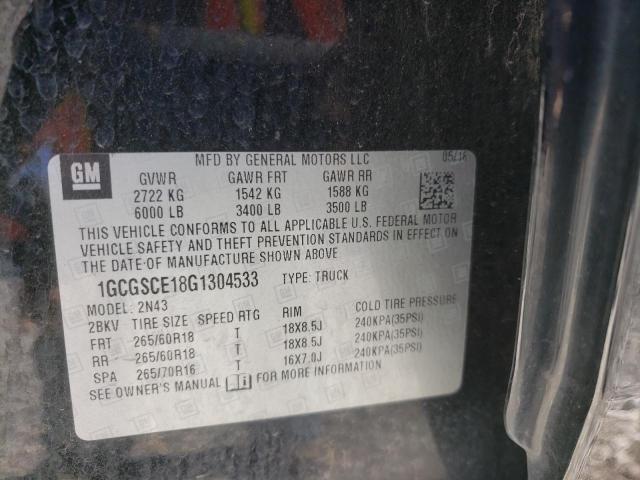 GM
MFD BY GENERAL MOTORS LLC 05/16
GVWR GAWR FRT GAWR RR
2722 KG 1542 KG 1588 KG
6000 LB 3400 LB 3500 LB
THIS VEHICLE CONFORMS TO ALL APPLICABLE U.S. FEDERAL MOTOR
VEHICLE SAFETY AND THEFT PREVENTION STANDARDS IN EFFECT ON
THE DATE OF MANUFACTURE SHOWN ABOVE
1GCGSCE18G1304533 TYPE: TRUCK
MODEL: 2N43
2BKV TIRE SIZE SPEED RTG RIM COLD TIRE PRESSURE
FRT 265/60R18 T 18X8.5J 240KPA(35PSI)
RR 265/60R18 T 18X8.5J 240KPA(35PSI)
SPA 265/70R16 T 16X7.0J 240KPA(35PSI)
SEE OWNER'S MANUAL i FOR MORE INFORMATION